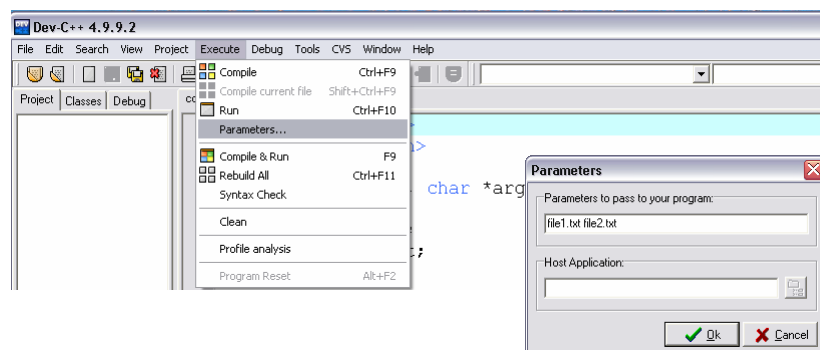 Dev-C++ 4.9.9.2
File Edit Search View Project Execute Debug Tools CVS Window Help
Project Classes Debug co
Compile Ctrl+F9
Compile current file Shift+Ctrl+F9
Run Ctrl+F10
Parameters...
>
Compile & Run F9
Rebuild All Ctrl+F11
Syntax Check
char *arg
Clean
Profile analysis
;
Program Reset Alt+F2
Parameters
Parameters to pass to your program:
file1.txt file2.txt
Host Application:
Ok Cancel